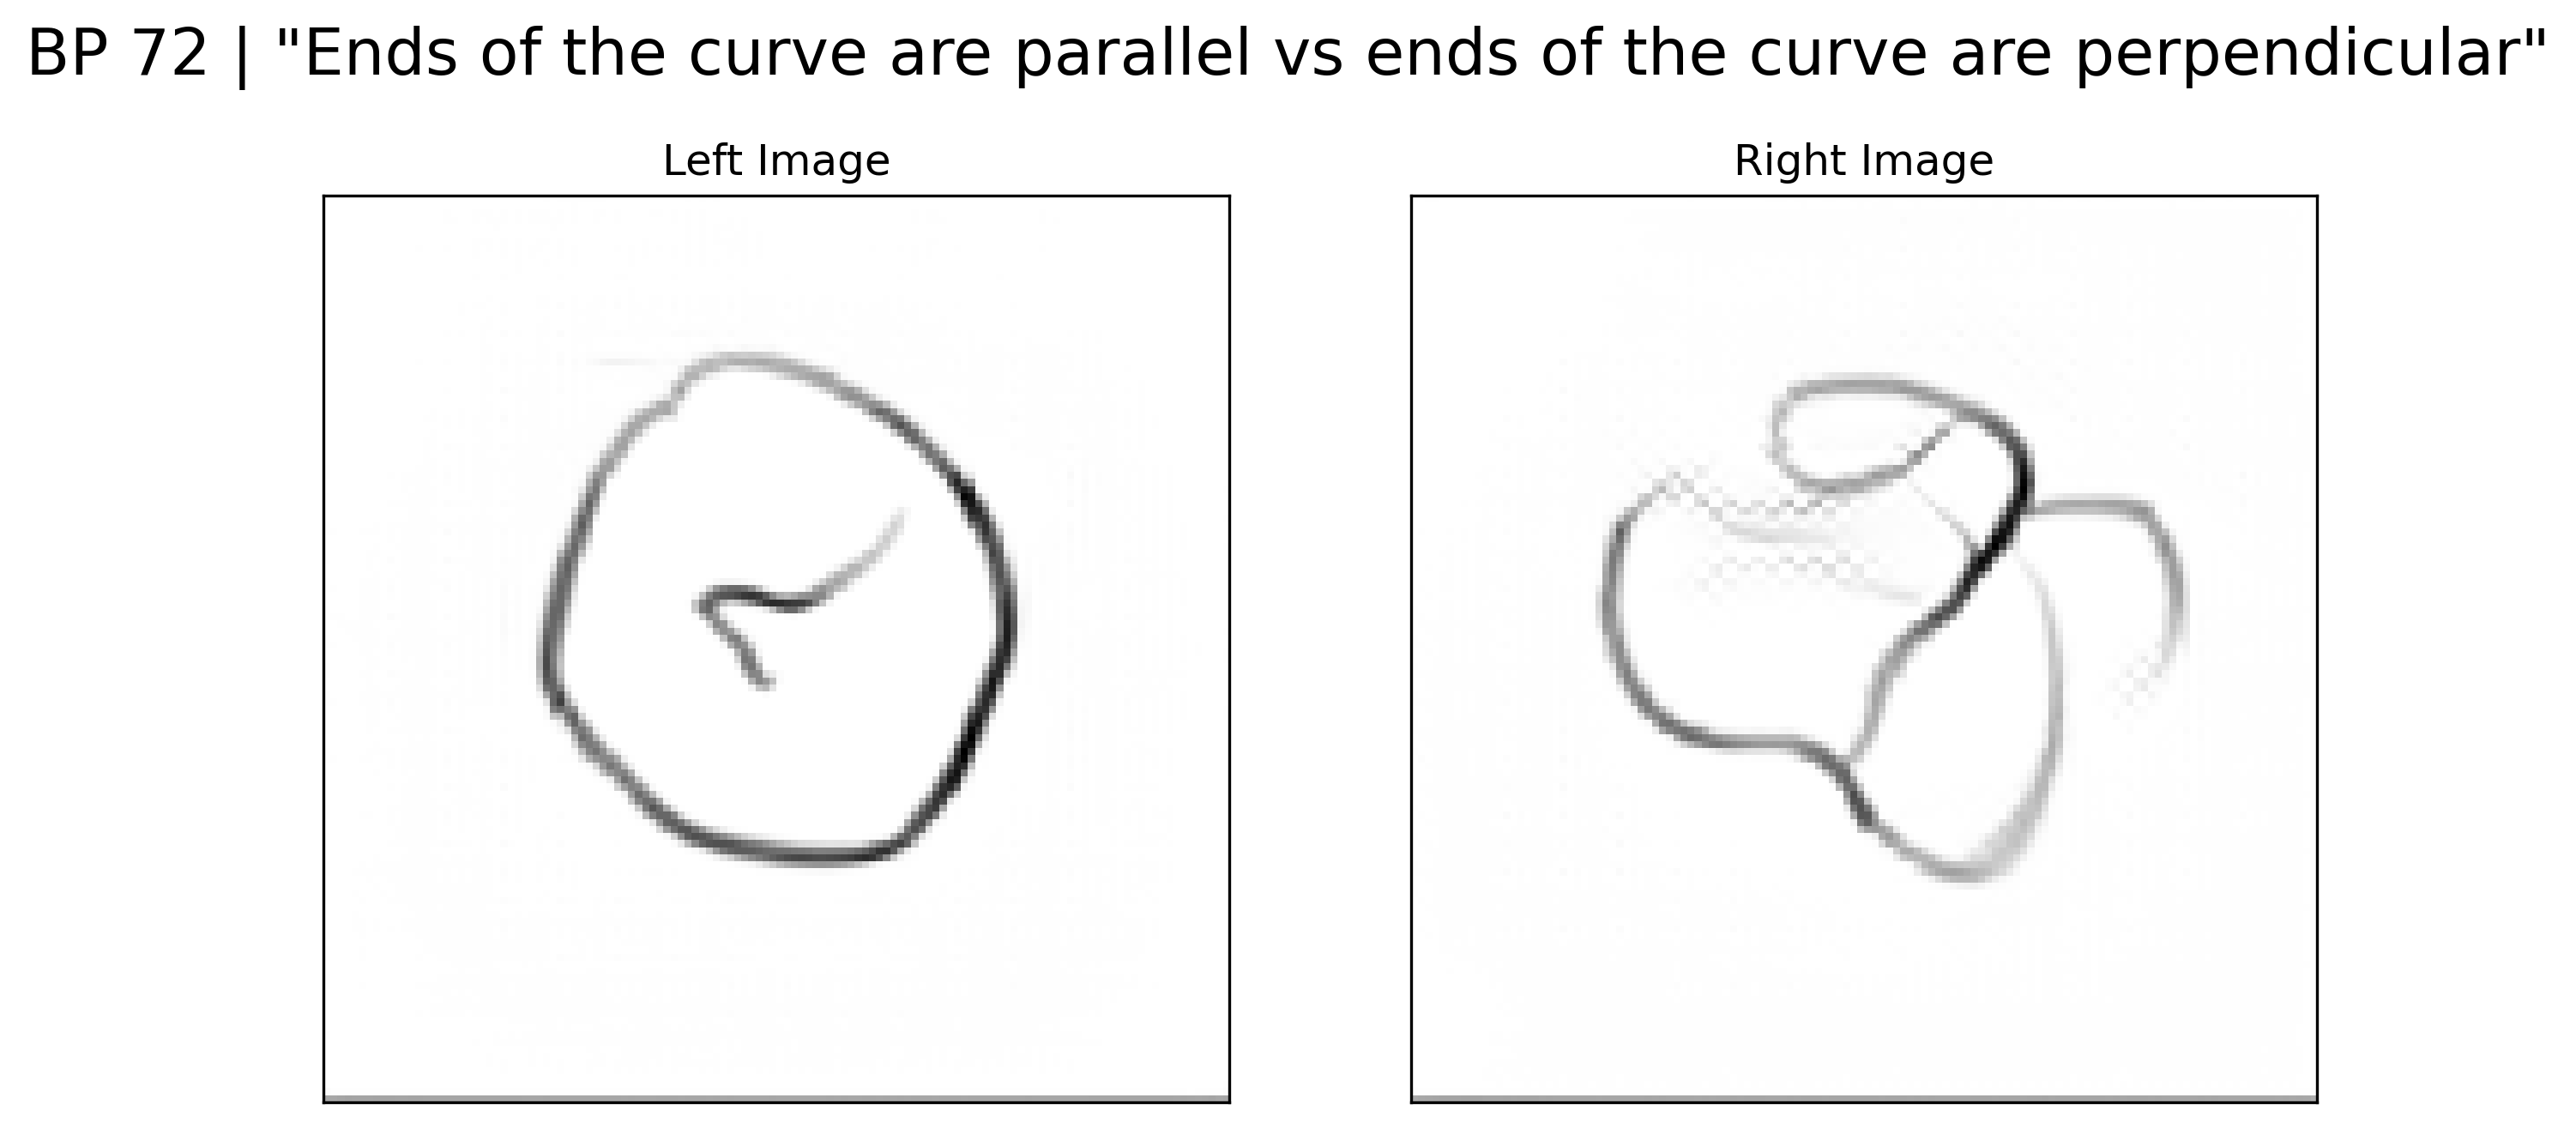 BP 72 | "Ends of the curve are parallel vs ends of the curve are perpendicular"
Left Image
Right Image